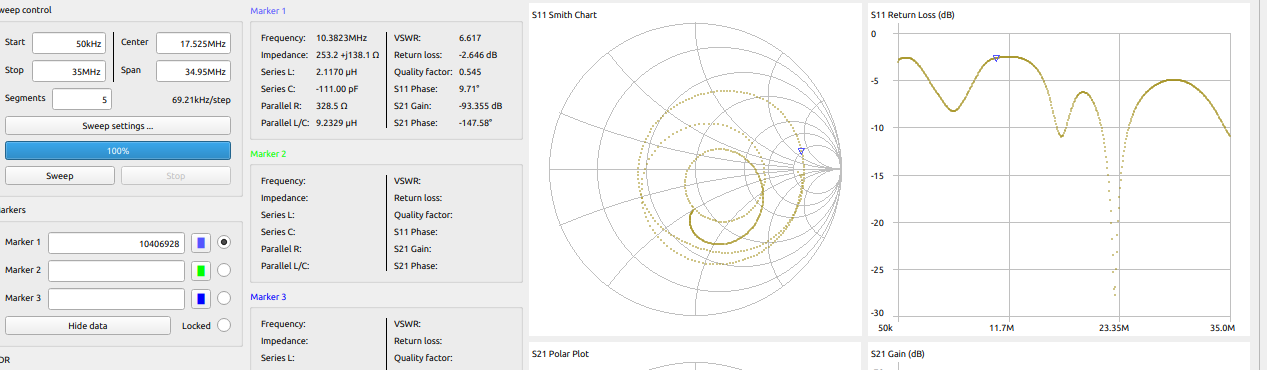 weep control
Start 50kHz Center 17.525MHz
Stop 35MHz Span 34.95MHz
Segments 5 69.21kHz/step
Sweep settings ...
100%
Sweep Stop
arkers
Marker 1 10406928
Marker 2
Marker 3
Hide data Locked
DR
Marker 1
Frequency: 10.3823MHz VSWR: 6.617
Impedance: 253.2 +j138.1 Ω Return loss: -2.646 dB
Series L: 2.1170 μH Quality factor: 0.545
Series C: -111.00 pF S11 Phase: 9.71°
Parallel R: 328.5 Ω S21 Gain: -93.355 dB
Parallel L/C: 9.2329 μH S21 Phase: -147.58°
Marker 2
Frequency: VSWR:
Impedance: Return loss:
Series L: Quality factor:
Series C: S11 Phase:
Parallel R: S21 Gain:
Parallel L/C: S21 Phase:
Marker 3
Frequency: VSWR:
Impedance: Return loss:
Series L: Quality factor:
S11 Smith Chart
S21 Polar Plot
S11 Return Loss (dB)
0
-5
-10
-15
-20
-25
-30
50k 11.7M 23.35M 35.0M
S21 Gain (dB)